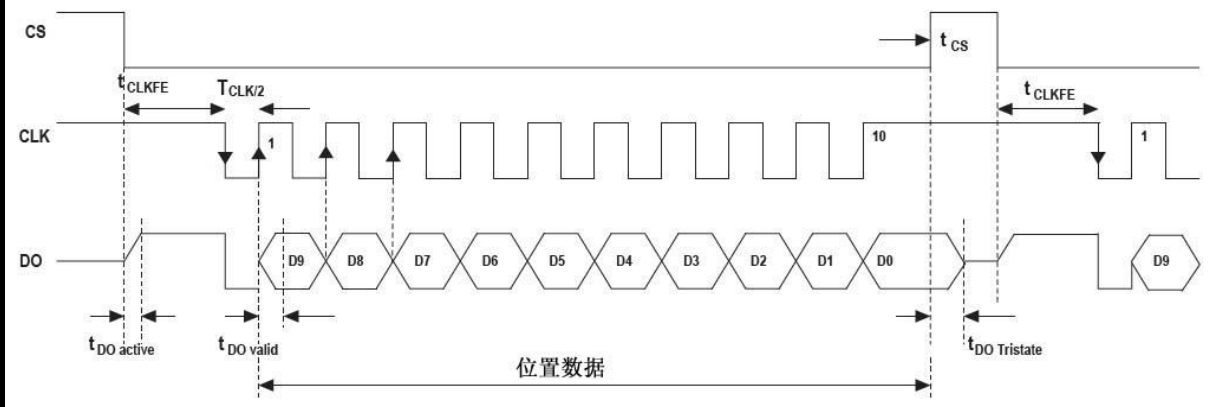 CS
t CS
t CLKFE
T CLK/2
t CLKFE
CLK
1
10
1
DO
D9
D8
D7
D6
D5
D4
D3
D2
D1
D0
D9
t DO active
t DO valid
t DO Tristate
位置数据